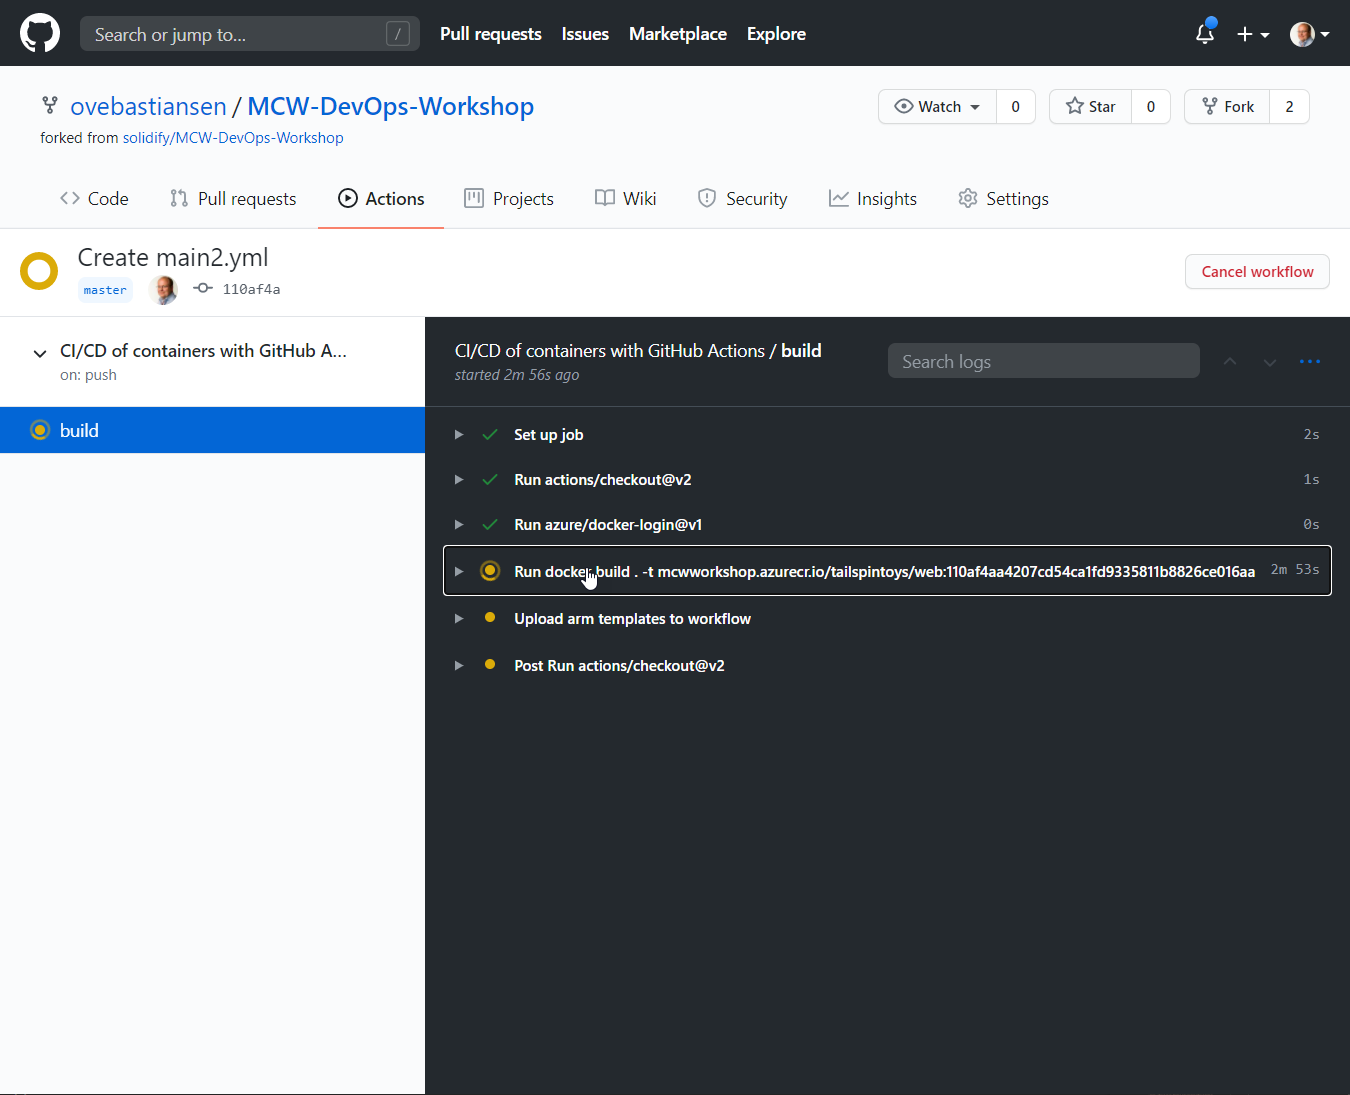 Search or jump to... / Pull requests Issues Marketplace Explore
ovebastiansen / MCW-DevOps-Workshop Watch 0 Star 0 Fork 2
forked from solidify/MCW-DevOps-Workshop
Code Pull requests Actions Projects Wiki Security Insights Settings
Create main2.yml
master 110af4a
Cancel workflow
CI/CD of containers with GitHub A...
on: push
build
CI/CD of containers with GitHub Actions / build
started 2m 56s ago
Search logs
Set up job 2s
Run actions/checkout@v2 1s
Run azure/docker-login@v1 0s
Run docker build . -t mcwworkshop.azurecr.io/tailspintoys/web:110af4aa4207cd54ca1fd9335811b8826ce016aa 2m 53s
Upload arm templates to workflow
Post Run actions/checkout@v2